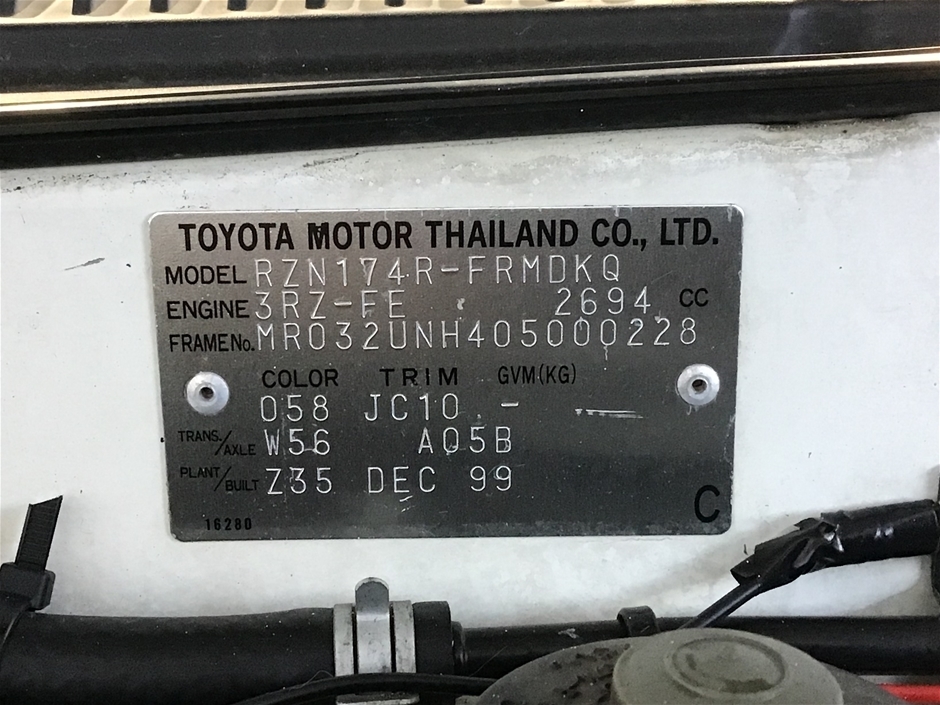 TOYOTA MOTOR THAILAND CO., LTD.
MODEL RZN174R-FRMDKQ
ENGINE 3RZ-FE 2694 CC
FRAME No. MR032UNH405000228
COLOR TRIM GVM(KG)
058 JC10 -
TRANS./AXLE W56 A05B
PLANT/BUILT Z35 DEC 99
16280
C